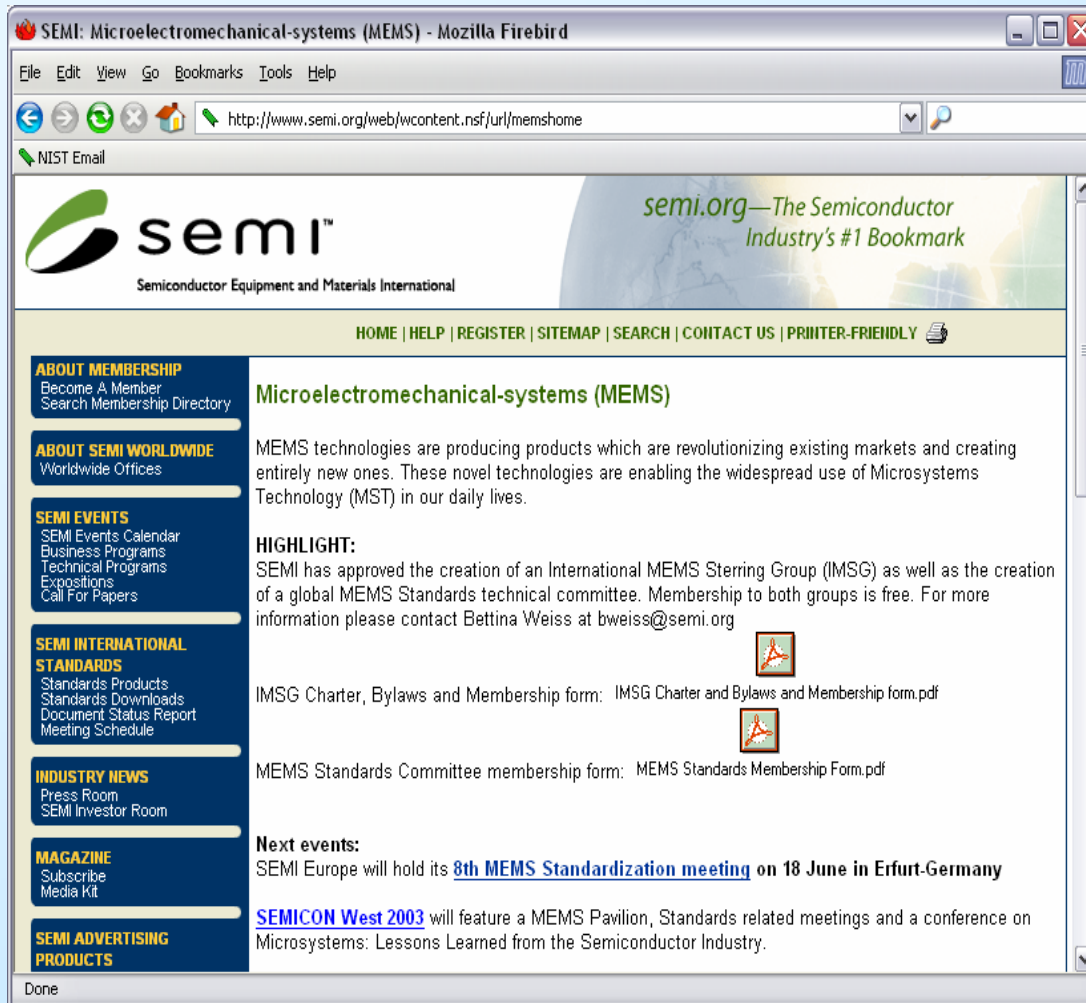 SEMI: Microelectromechanical-systems (MEMS) - Mozilla Firebird
File Edit View Go Bookmarks Tools Help
http://www.semi.org/web/wcontent.nsf/url/memshome
NIST Email
semi™
Semiconductor Equipment and Materials International
semi.org—The Semiconductor
Industry's #1 Bookmark
HOME | HELP | REGISTER | SITEMAP | SEARCH | CONTACT US | PRINTER-FRIENDLY
ABOUT MEMBERSHIP
Become A Member
Search Membership Directory
ABOUT SEMI WORLDWIDE
Worldwide Offices
SEMI EVENTS
SEMI Events Calendar
Business Programs
Technical Programs
Expositions
Call For Papers
SEMI INTERNATIONAL
STANDARDS
Standards Products
Standards Downloads
Document Status Report
Meeting Schedule
INDUSTRY NEWS
Press Room
SEMI Investor Room
MAGAZINE
Subscribe
Media Kit
SEMI ADVERTISING
PRODUCTS
Microelectromechanical-systems (MEMS)
MEMS technologies are producing products which are revolutionizing existing markets and creating
entirely new ones. These novel technologies are enabling the widespread use of Microsystems
Technology (MST) in our daily lives.
HIGHLIGHT:
SEMI has approved the creation of an International MEMS Sterring Group (IMSG) as well as the creation
of a global MEMS Standards technical committee. Membership to both groups is free. For more
information please contact Bettina Weiss at bweiss@semi.org
IMSG Charter, Bylaws and Membership form: IMSG Charter and Bylaws and Membership form.pdf
MEMS Standards Committee membership form: MEMS Standards Membership Form.pdf
Next events:
SEMI Europe will hold its 8th MEMS Standardization meeting on 18 June in Erfurt-Germany
SEMICON West 2003 will feature a MEMS Pavilion, Standards related meetings and a conference on
Microsystems: Lessons Learned from the Semiconductor Industry.
Done